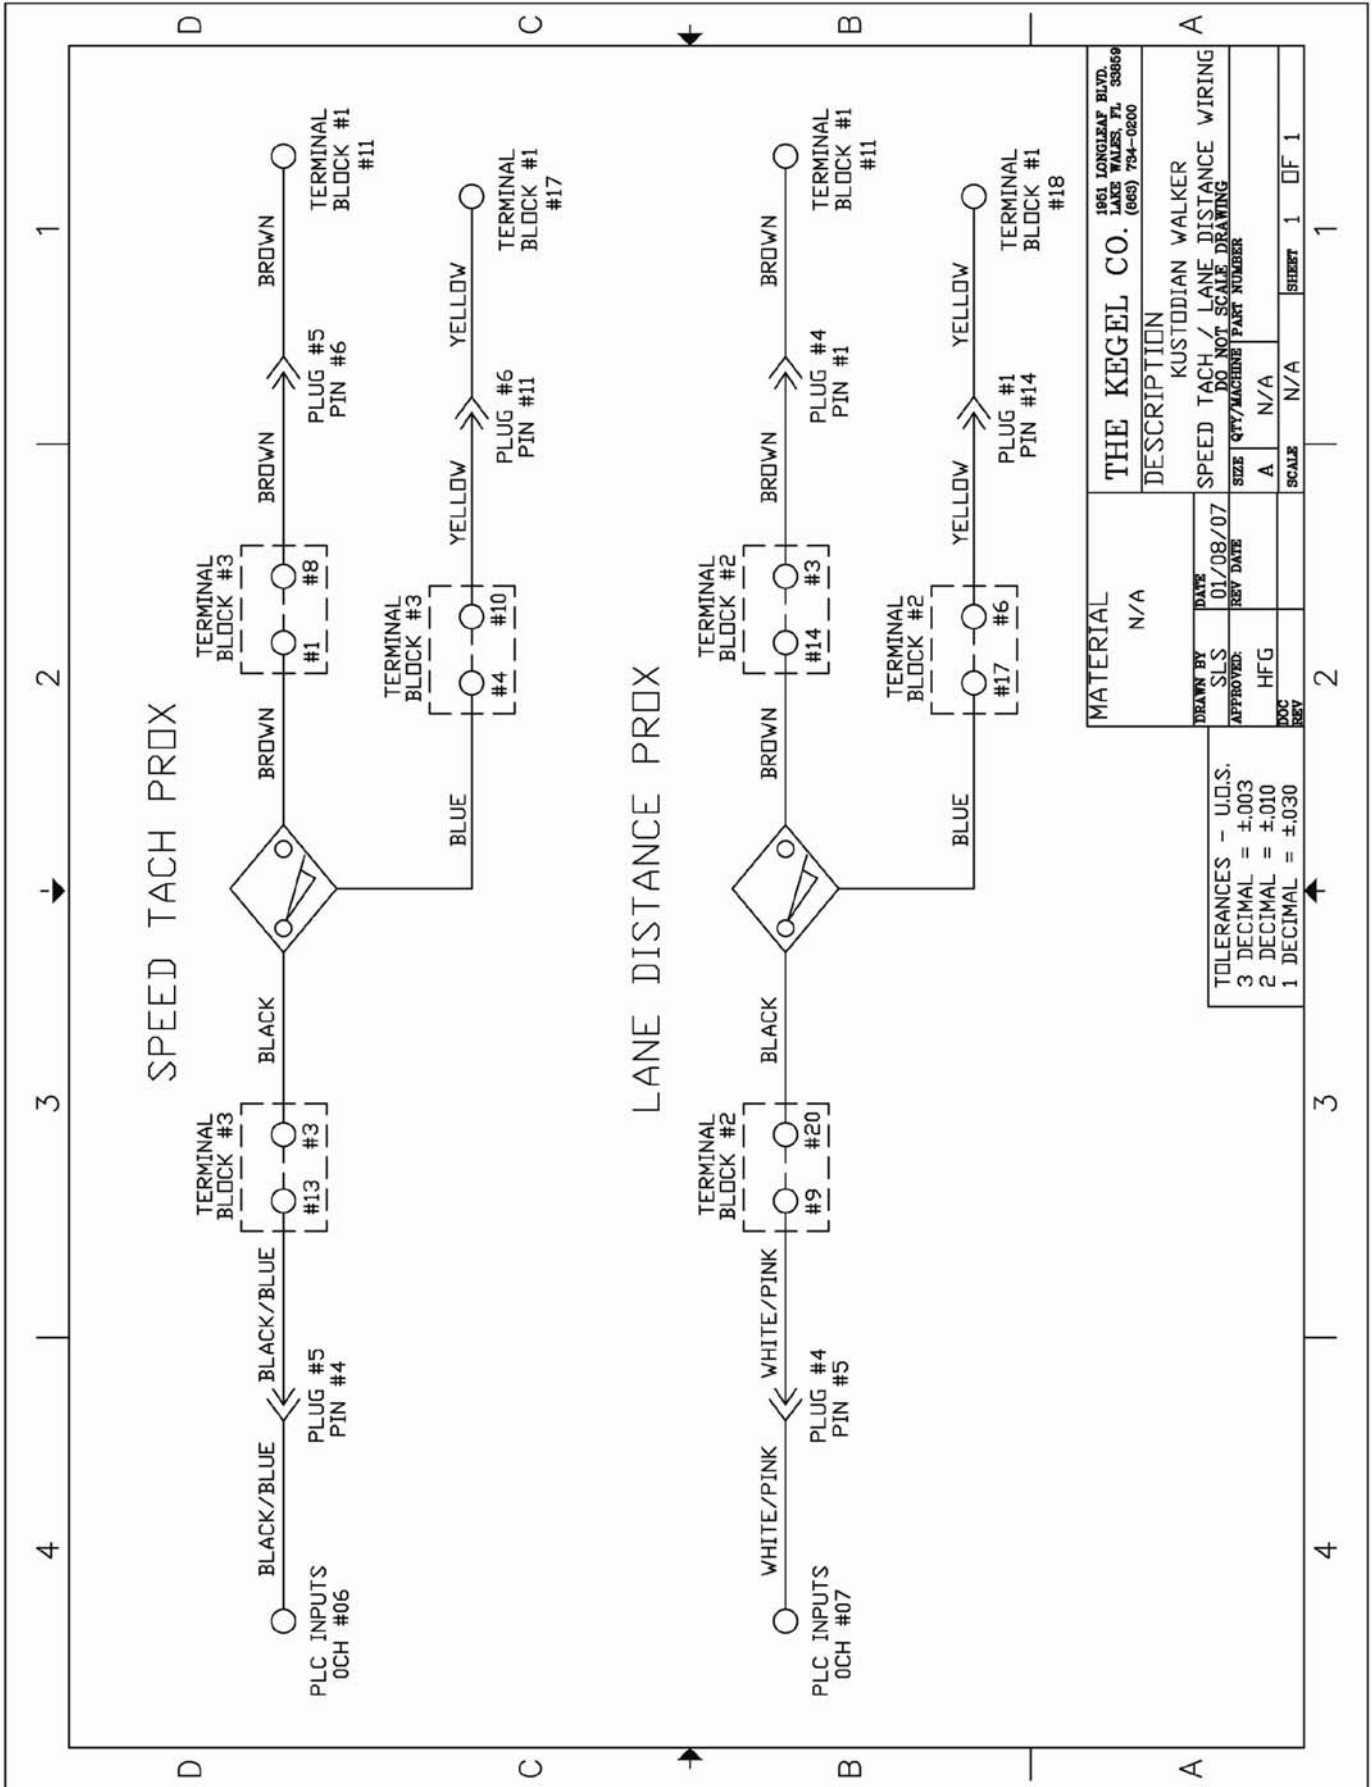 4
3
2
1
D
D
C
C
B
B
A
A
SPEED TACH PROX
BLACK/BLUE
BLACK/BLUE
TERMINAL
BLOCK #3
BLACK
BROWN
TERMINAL
BLOCK #3
BROWN
BROWN
PLC INPUTS
0CH #06
PLUG #5
PIN #4
#13
#3
#1
#8
PLUG #5
PIN #6
TERMINAL
BLOCK #1
#11
BLUE
TERMINAL
BLOCK #3
#4
#10
YELLOW
YELLOW
PLUG #6
PIN #11
TERMINAL
BLOCK #1
#17
LANE DISTANCE PROX
WHITE/PINK
WHITE/PINK
TERMINAL
BLOCK #2
BLACK
BROWN
TERMINAL
BLOCK #2
BROWN
BROWN
PLC INPUTS
0CH #07
PLUG #4
PIN #5
#9
#20
#14
#3
PLUG #4
PIN #1
TERMINAL
BLOCK #1
#11
BLUE
TERMINAL
BLOCK #2
#17
#6
YELLOW
YELLOW
PLUG #1
PIN #14
TERMINAL
BLOCK #1
#18
TOLERANCES - U.O.S.
3 DECIMAL = ±.003
2 DECIMAL = ±.010
1 DECIMAL = ±.030
MATERIAL
N/A
DRAWN BY
SLS
DATE
01/08/07
APPROVED:
HFG
REV DATE
DOC
REV
THE KEGEL CO.
1951 LONGLEAF BLVD.
LAKE WALES, FL 33859
(863) 734-0200
DESCRIPTION
KUSTODIAN WALKER
SPEED TACH / LANE DISTANCE WIRING
DO NOT SCALE DRAWING
SIZE
A
QTY/MACHINE
N/A
PART NUMBER
SCALE N/A
SHEET 1 OF 1
4
3
2
1